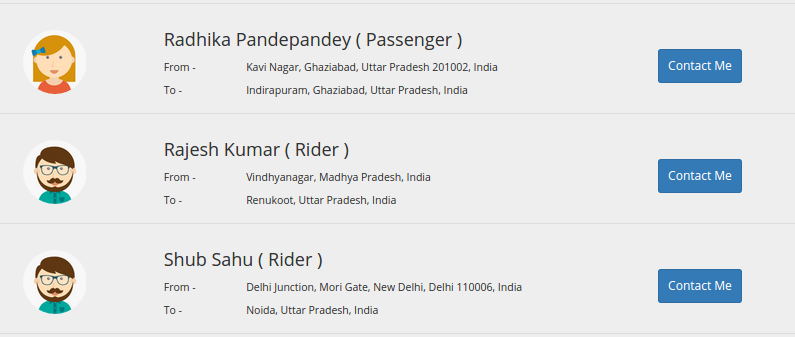 Radhika Pandepandey ( Passenger )
From - Kavi Nagar, Ghaziabad, Uttar Pradesh 201002, India
Contact Me
To - Indirapuram, Ghaziabad, Uttar Pradesh, India
Rajesh Kumar ( Rider )
From - Vindhyanagar, Madhya Pradesh, India
Contact Me
To - Renukoot, Uttar Pradesh, India
Shub Sahu ( Rider )
From - Delhi Junction, Mori Gate, New Delhi, Delhi 110006, India
Contact Me
To - Noida, Uttar Pradesh, India